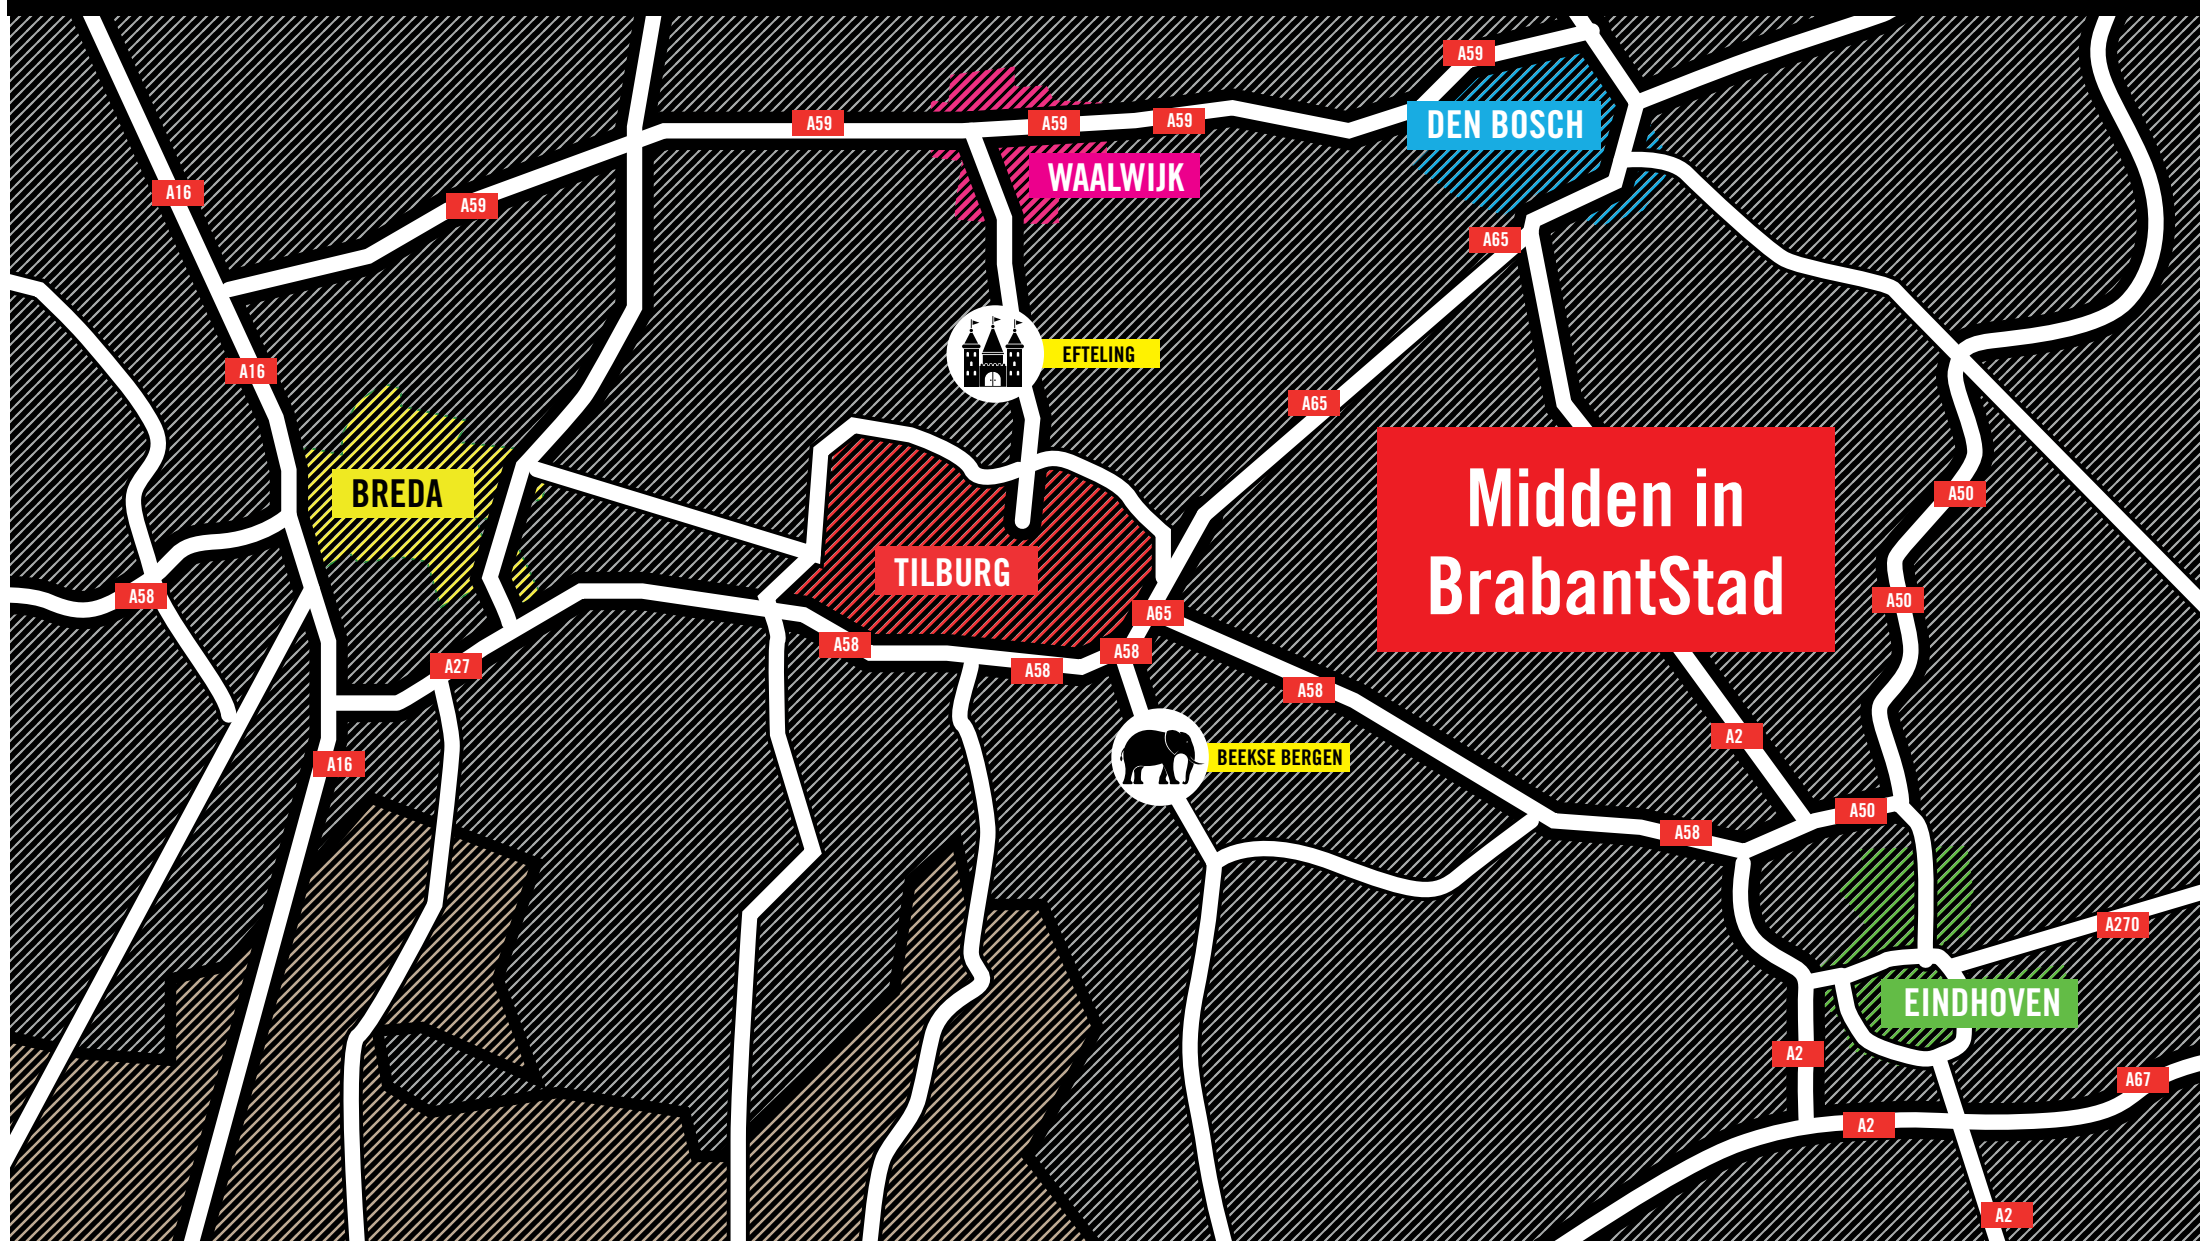 A59
A59
A59
A59
DEN BOSCH
WAALWIJK
A16
A59
A65
EFTELING
A16
A65
BREDA
Midden in
BrabantStad
A50
TILBURG
A58
A50
A65
A58
A58
A27
A58
A58
A2
BEEKSE BERGEN
A16
A50
A58
A270
EINDHOVEN
A2
A67
A2
A2